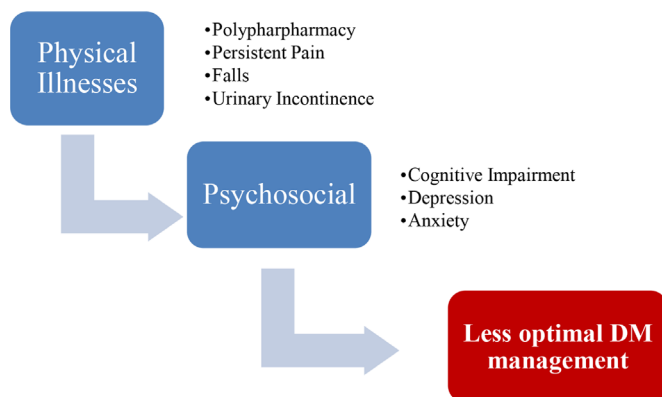 Physical
Illnesses
•Polypharpharmacy
•Persistent Pain
•Falls
•Urinary Incontinence
Psychosocial
•Cognitive Impairment
•Depression
•Anxiety
Less optimal DM
management